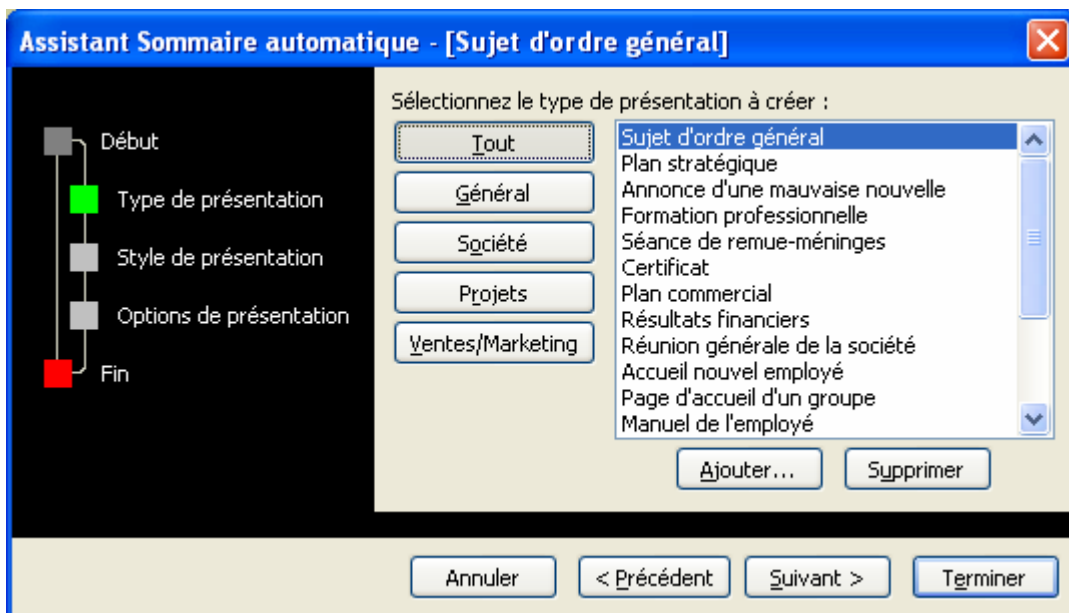 Assistant Sommaire automatique - [Sujet d'ordre général]
Début
Type de présentation
Style de présentation
Options de présentation
Fin
Sélectionnez le type de présentation à créer :
Tout
Général
Société
Projets
Ventes/Marketing
Sujet d'ordre général
Plan stratégique
Annonce d'une mauvaise nouvelle
Formation professionnelle
Séance de remue-méninges
Certificat
Plan commercial
Résultats financiers
Réunion générale de la société
Accueil nouvel employé
Page d'accueil d'un groupe
Manuel de l'employé
Ajouter...
Supprimer
Annuler
< Précédent
Suivant >
Terminer